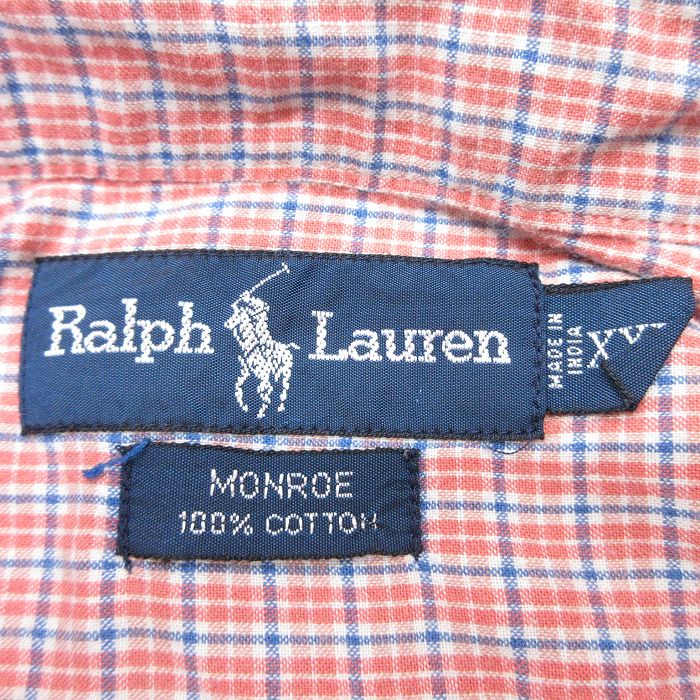 Ralph Lauren
MADE IN
INDIA
MONROE
100% COTTON